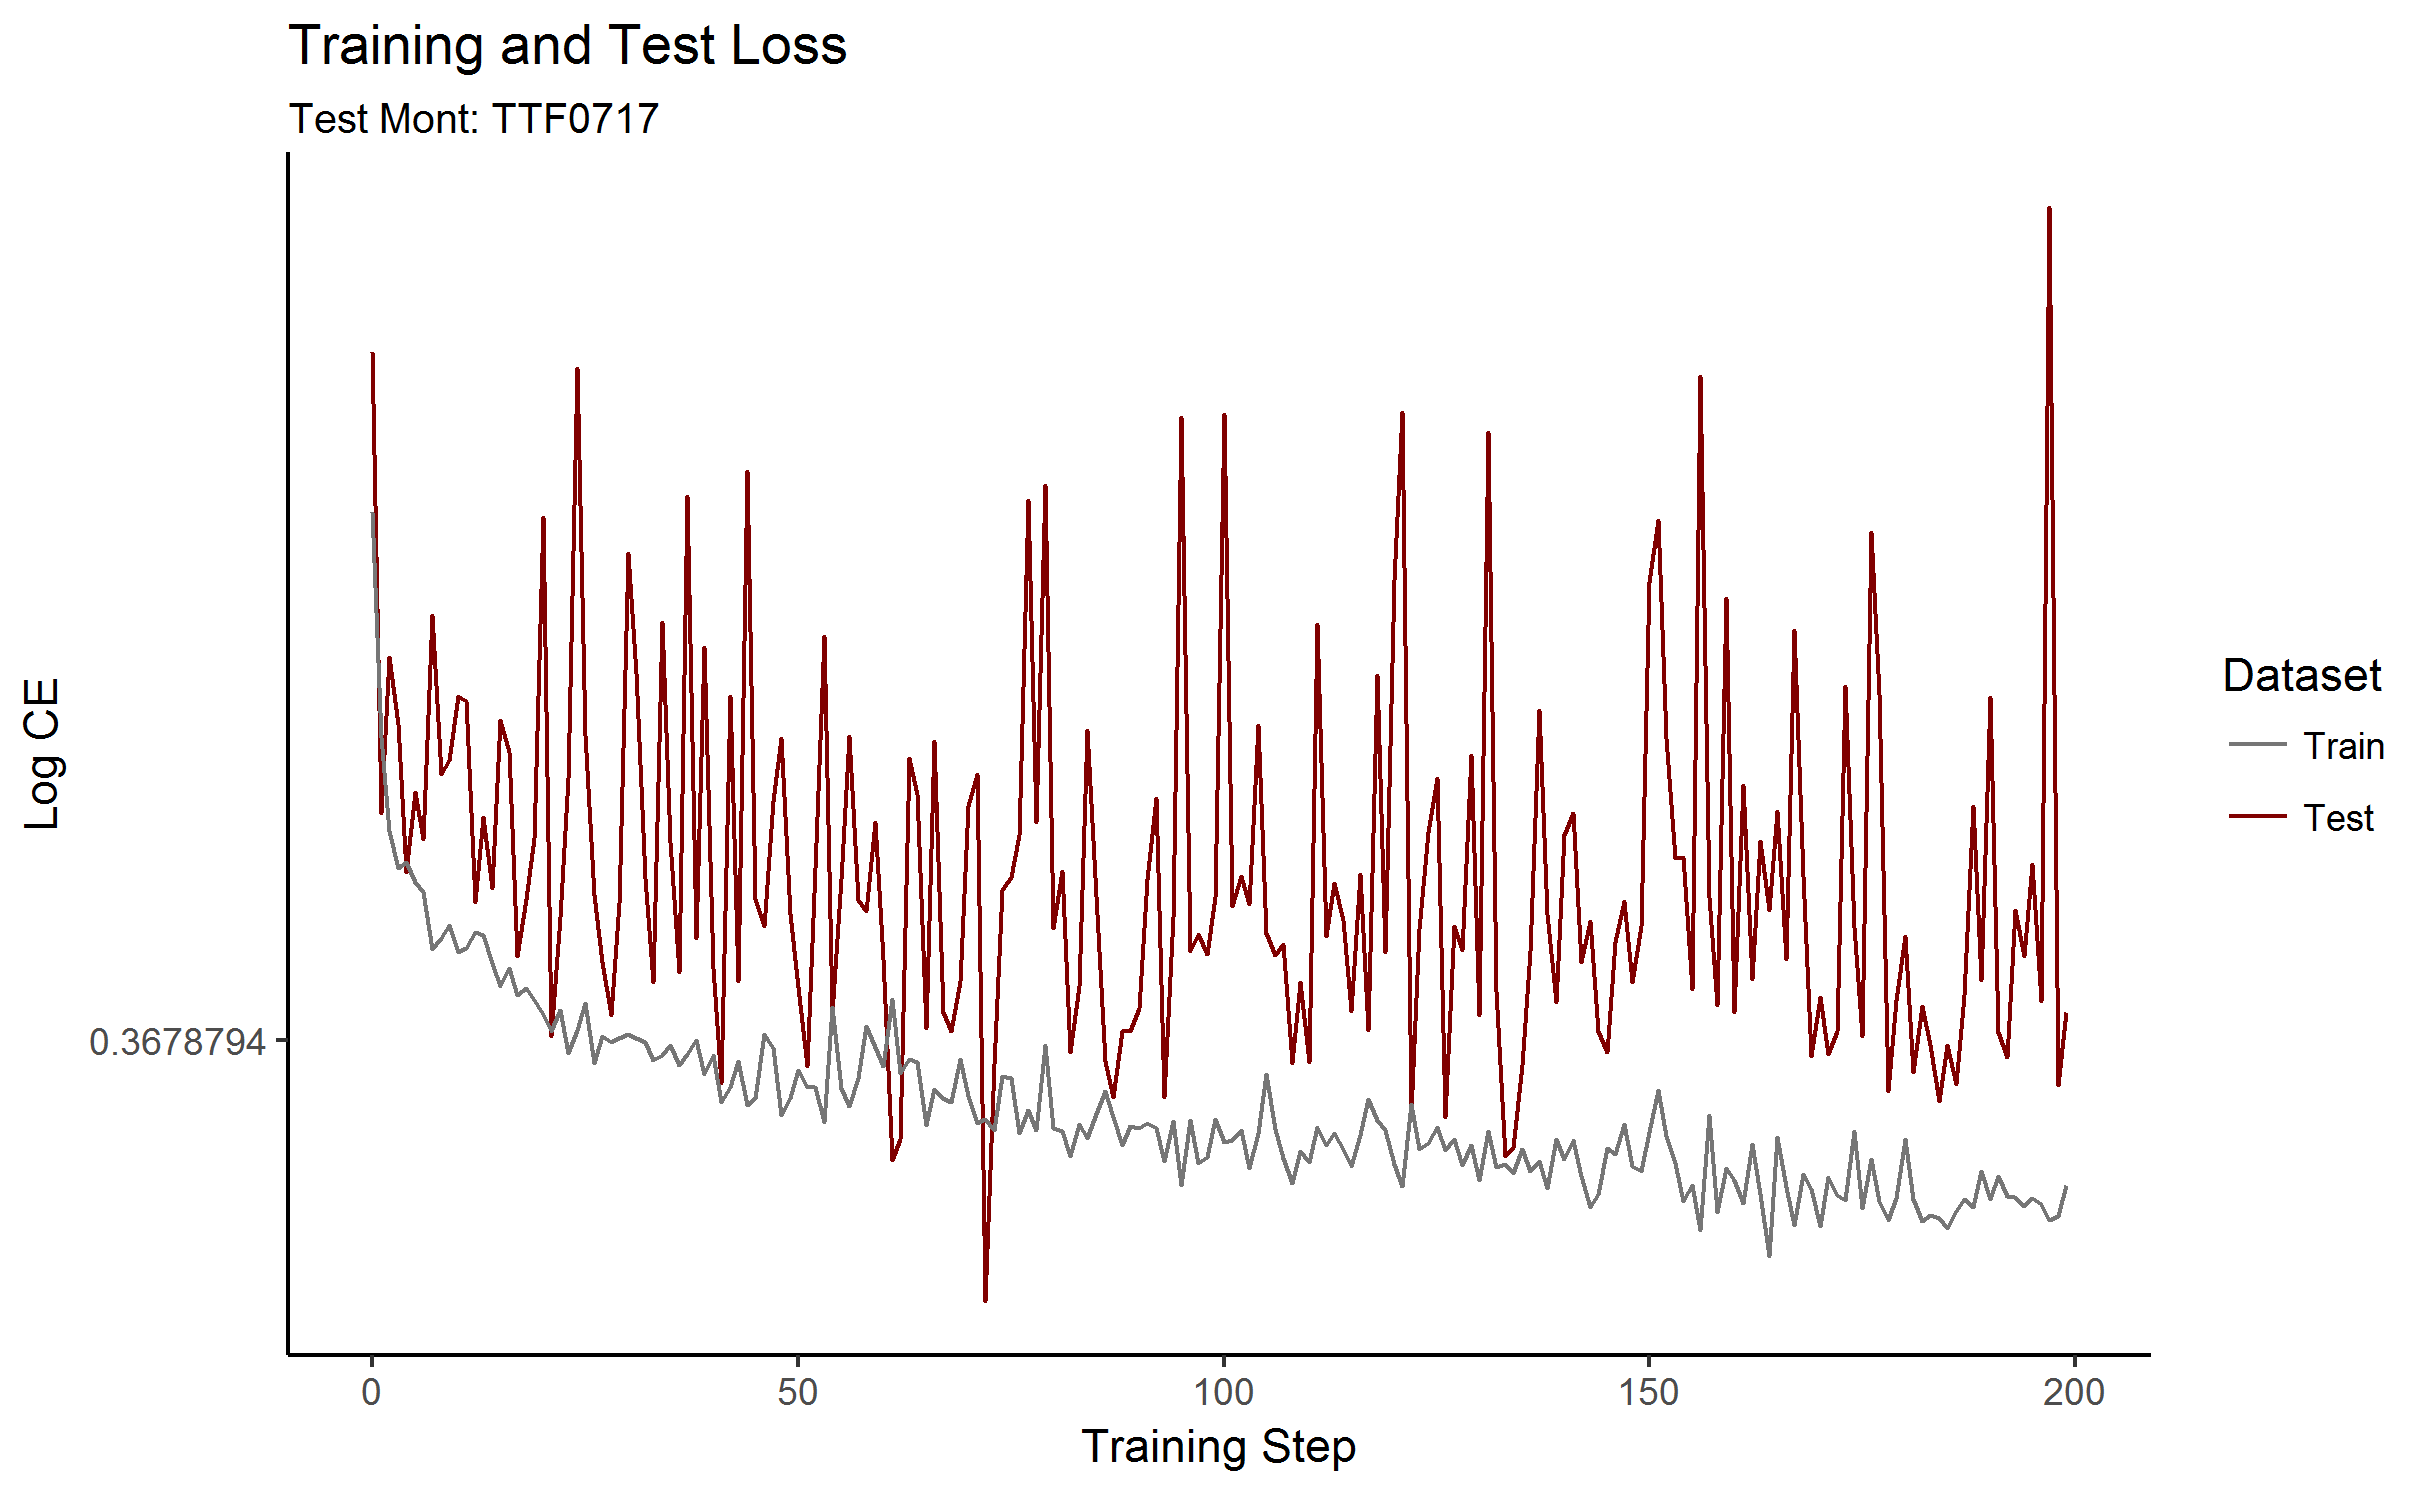 Training and Test Loss
Test Mont: TTF0717
Log CE
0.3678794
0 50 100 150 200
Training Step
Dataset
Train
Test